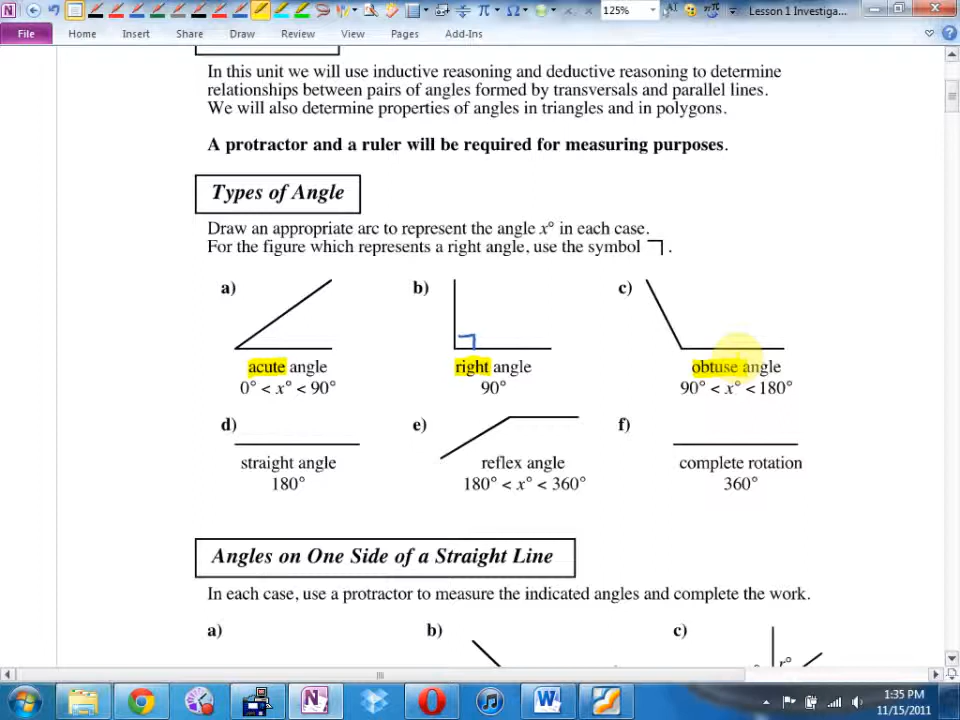 125%
Lesson 1 Investiga...
File Home Insert Share Draw Review View Pages Add-Ins
In this unit we will use inductive reasoning and deductive reasoning to determine
relationships between pairs of angles formed by transversals and parallel lines.
We will also determine properties of angles in triangles and in polygons.
A protractor and a ruler will be required for measuring purposes.
Types of Angle
Draw an appropriate arc to represent the angle x° in each case.
For the figure which represents a right angle, use the symbol ㄱ.
a) b) c)
acute angle right angle obtuse angle
0° < x° < 90° 90° 90° < x° < 180°
d) e) f)
straight angle reflex angle complete rotation
180° 180° < x° < 360° 360°
Angles on One Side of a Straight Line
In each case, use a protractor to measure the indicated angles and complete the work.
a) b) c)
r°
1:35 PM
11/15/2011